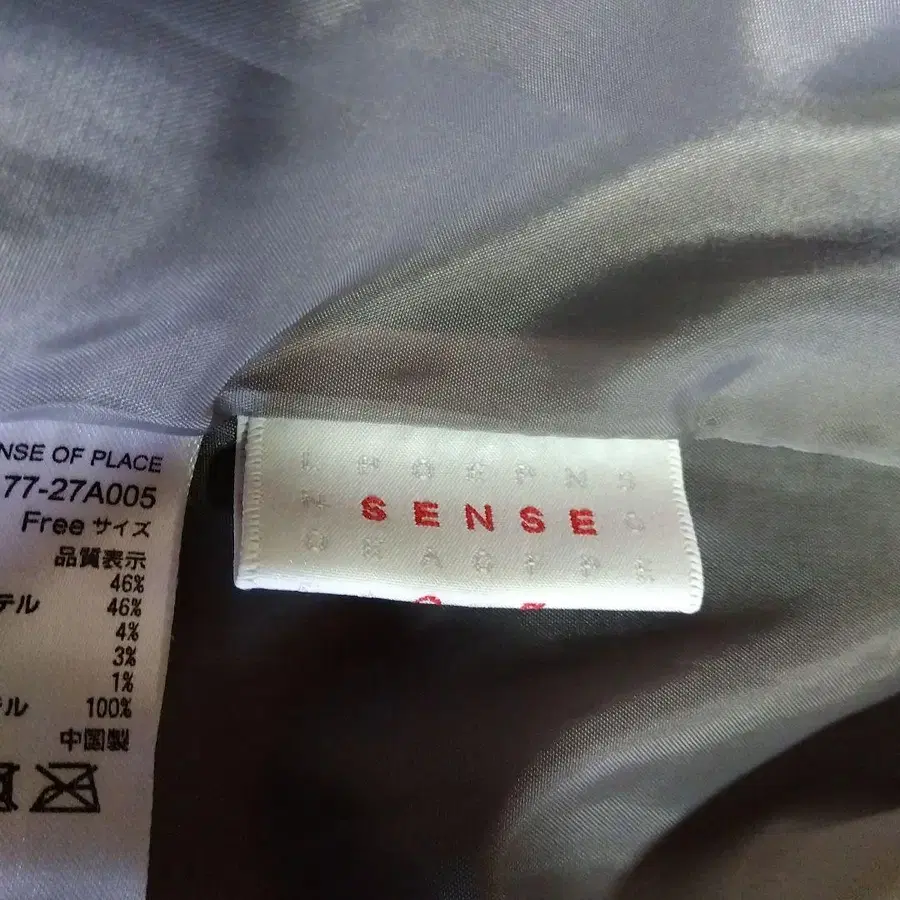 NSE OF PLACE
77-27A005
Free サイズ
品質表示
46%
テル 46%
4%
3%
1%
テル 100%
中国製
SENSE